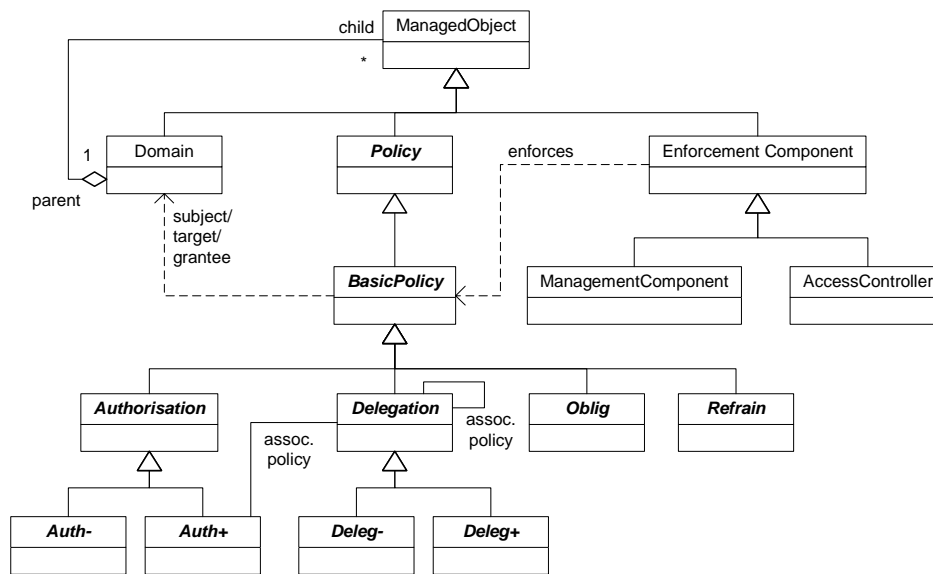 child
ManagedObject
*
Domain
Policy
enforces
Enforcement Component
1
parent
subject/
target/
grantee
BasicPolicy
ManagementComponent
AccessController
Authorisation
Delegation
assoc.
policy
Oblig
Refrain
assoc.
policy
Auth-
Auth+
Deleg-
Deleg+